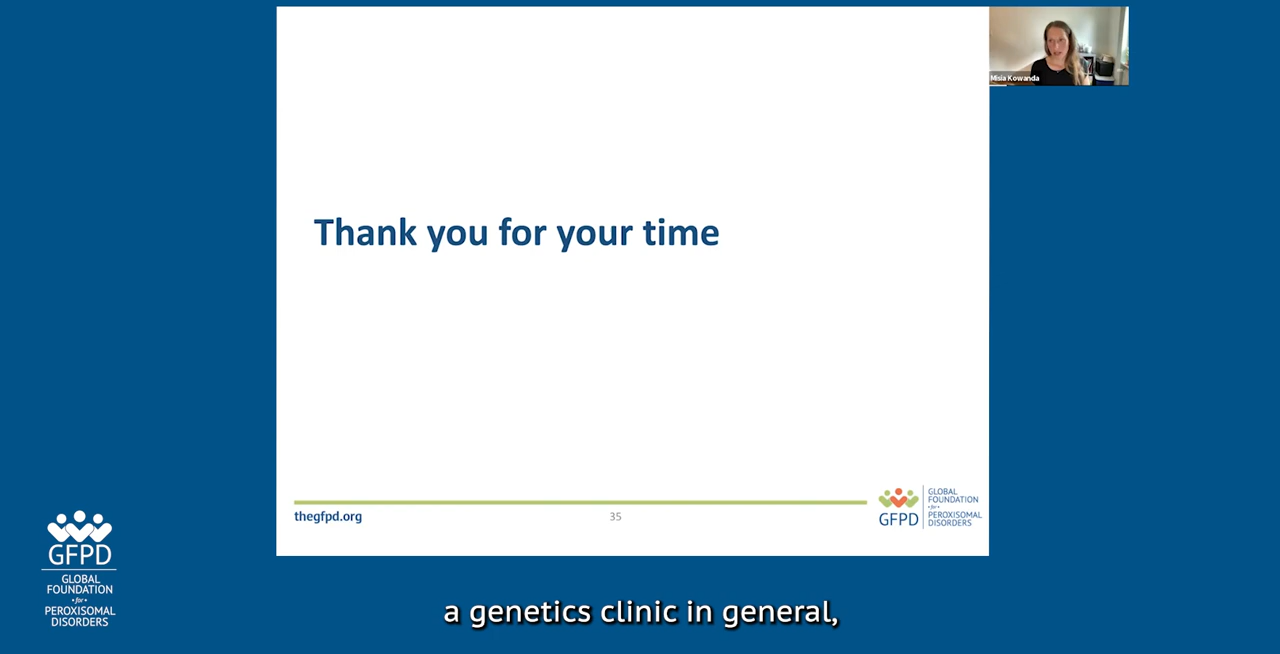 Misia Kowanda
Thank you for your time
thegfpd.org
35
GFPD
GLOBAL
FOUNDATION
•for•
PEROXISOMAL
DISORDERS
GFPD
GLOBAL
FOUNDATION
•for•
PEROXISOMAL
DISORDERS
a genetics clinic in general,